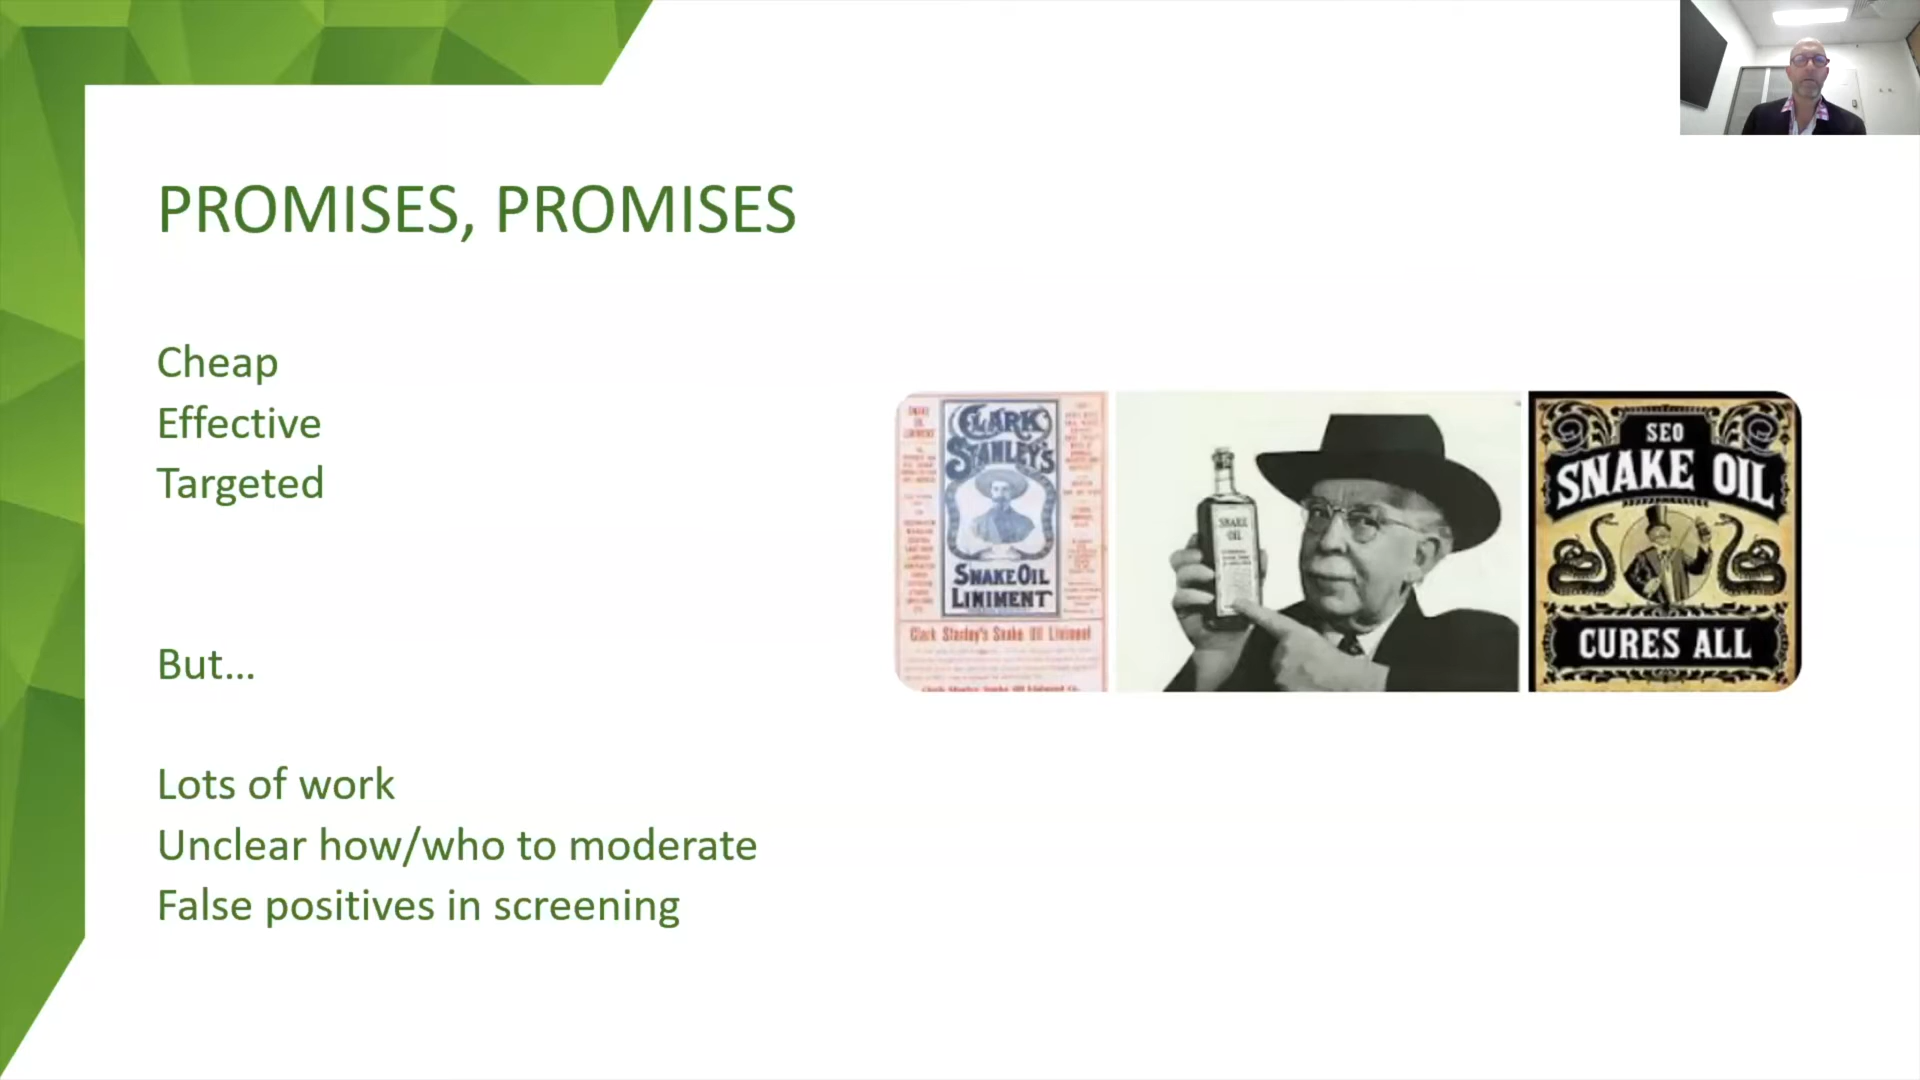 PROMISES, PROMISES
Cheap
Effective
Targeted
But...
Lots of work
Unclear how/who to moderate
False positives in screening
CLARK
STANLEY'S
SNAKE OIL
LINIMENT
Clark Stanley's Snake Oil Liniment
SNAKE
OIL
SEO
SNAKE OIL
CURES ALL